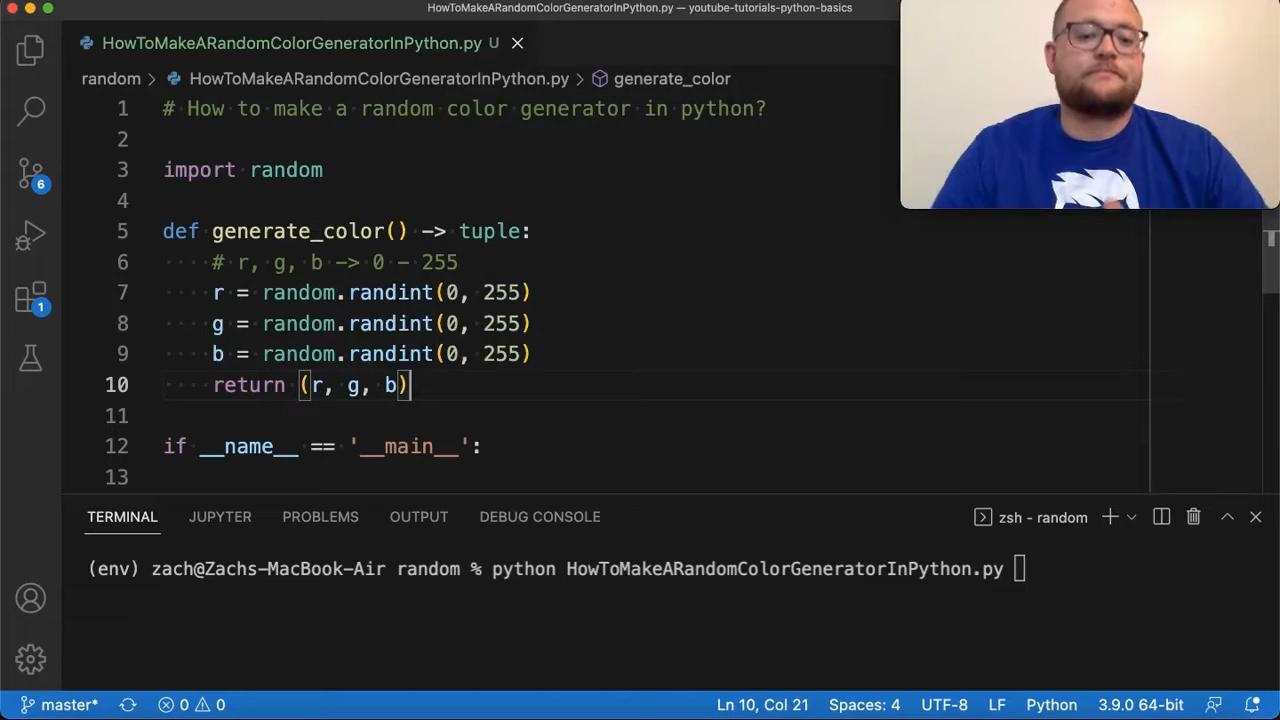 HowToMakeARandomColorGeneratorInPython.py — youtube-tutorials-python-basics
HowToMakeARandomColorGeneratorInPython.py U
random > HowToMakeARandomColorGeneratorInPython.py > generate_color
1 # How to make a random color generator in python?
2
3 import random
4
5 def generate_color() -> tuple:
6 # r, g, b -> 0 - 255
7 r = random.randint(0, 255)
8 g = random.randint(0, 255)
9 b = random.randint(0, 255)
10 return (r, g, b)
11
12 if __name__ == '__main__':
13
6
1
TERMINAL JUPYTER PROBLEMS OUTPUT DEBUG CONSOLE zsh - random
(env) zach@Zachs-MacBook-Air random % python HowToMakeARandomColorGeneratorInPython.py
master* 0 0 Ln 10, Col 21 Spaces: 4 UTF-8 LF Python 3.9.0 64-bit